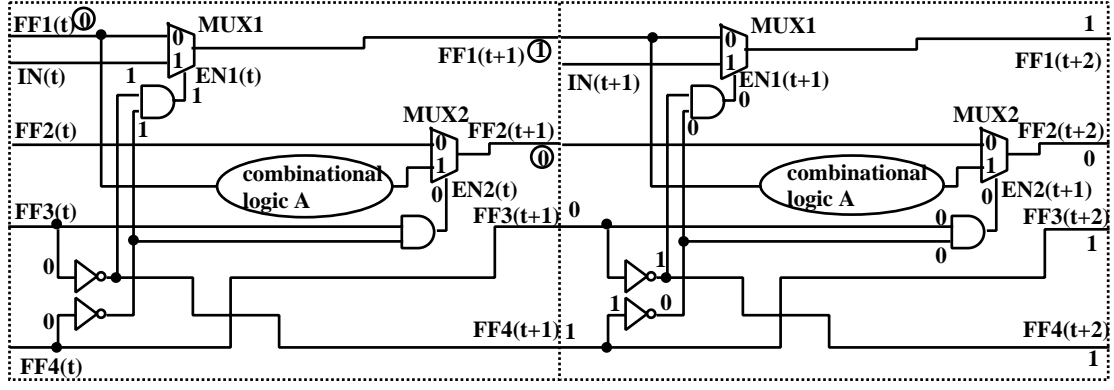 FF1(t) 0
0
1
MUX1
IN(t)
1
EN1(t)
1
1
FF1(t+1) 1
FF2(t)
MUX2
0
1
FF2(t+1)
0
combinational
logic A
0
EN2(t)
FF3(t)
FF3(t+1)
0
0
FF4(t+1)
FF4(t)
0
1
MUX1
1
FF1(t+2)
IN(t+1)
EN1(t+1)
0
0
0
MUX2
0
1
FF2(t+2)
0
combinational
logic A
0
EN2(t+1)
0
FF3(t+2)
1
0
0
1
1
0
1
FF4(t+2)
1